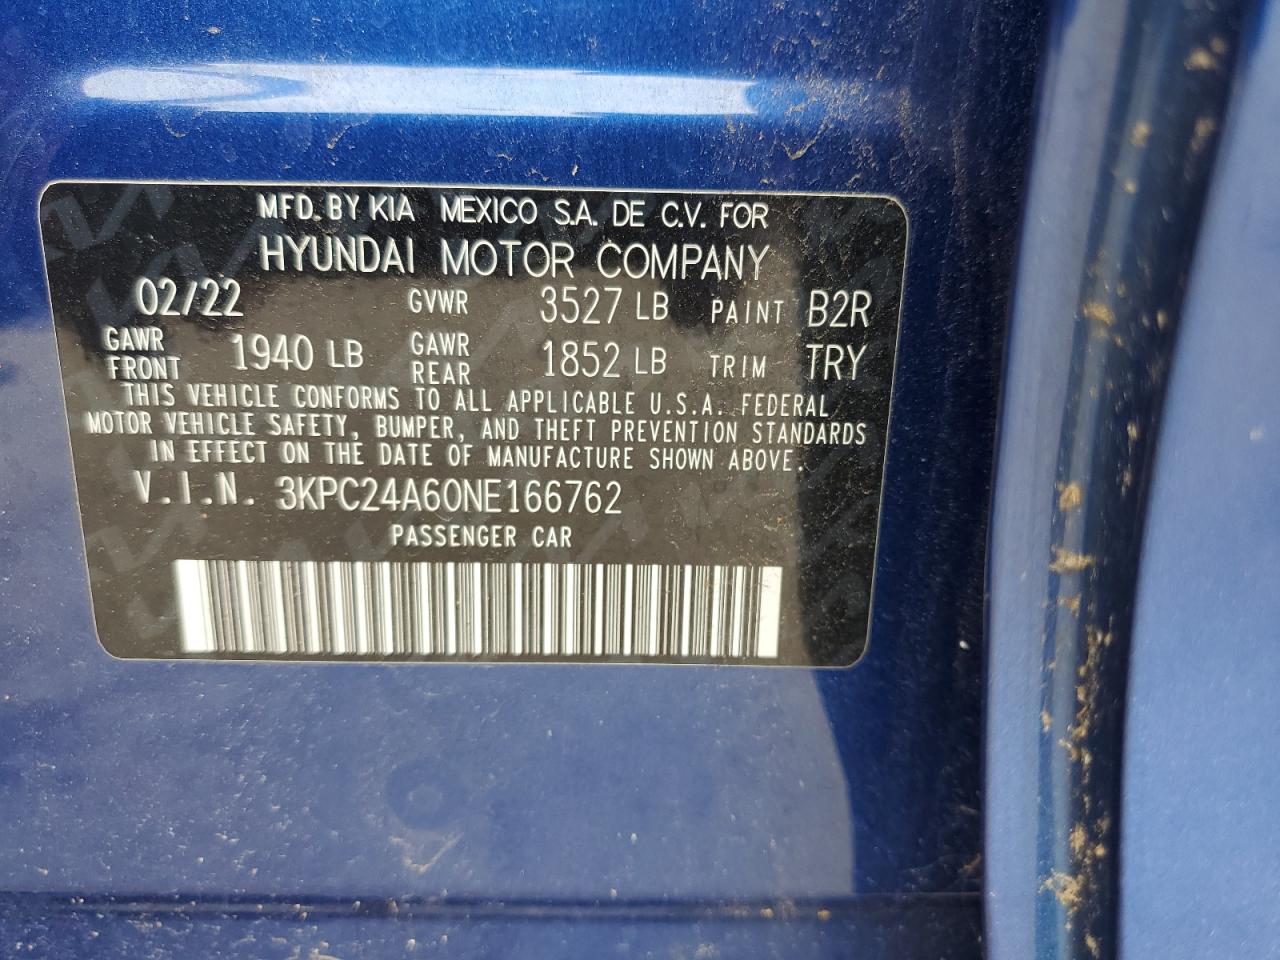 MFD. BY KIA MEXICO S.A. DE C.V. FOR
HYUNDAI MOTOR COMPANY
02/22 GVWR 3527 LB PAINT B2R
GAWR FRONT 1940 LB GAWR REAR 1852 LB TRIM TRY
THIS VEHICLE CONFORMS TO ALL APPLICABLE U.S.A. FEDERAL
MOTOR VEHICLE SAFETY, BUMPER, AND THEFT PREVENTION STANDARDS
IN EFFECT ON THE DATE OF MANUFACTURE SHOWN ABOVE.
V.I.N. 3KPC24A60NE166762
PASSENGER CAR